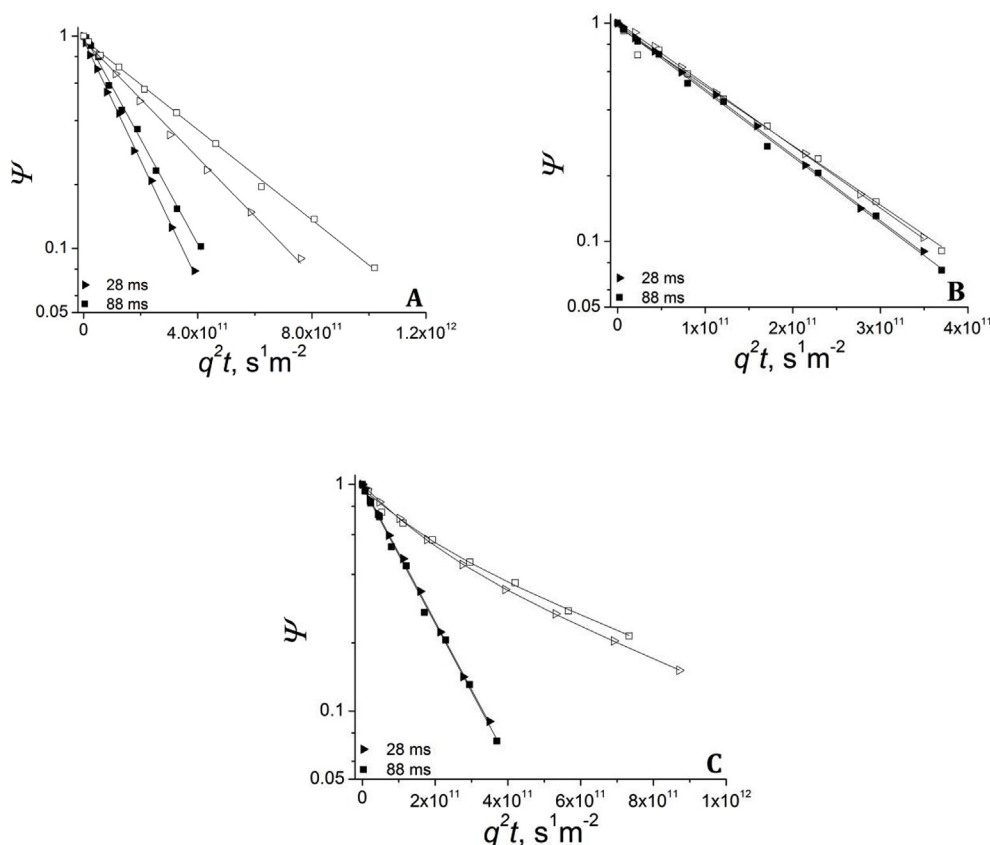 1
Ψ
0.1
0.05
28 ms
88 ms
A
0 4.0x10¹¹ 8.0x10¹¹ 1.2x10¹²
q²t, s¹m⁻²
1
Ψ
0.1
0.05
28 ms
88 ms
B
0 1x10¹¹ 2x10¹¹ 3x10¹¹ 4x10¹¹
q²t, s¹m⁻²
1
Ψ
0.1
0.05
28 ms
88 ms
C
0 2x10¹¹ 4x10¹¹ 6x10¹¹ 8x10¹¹ 1x10¹²
q²t, s¹m⁻²